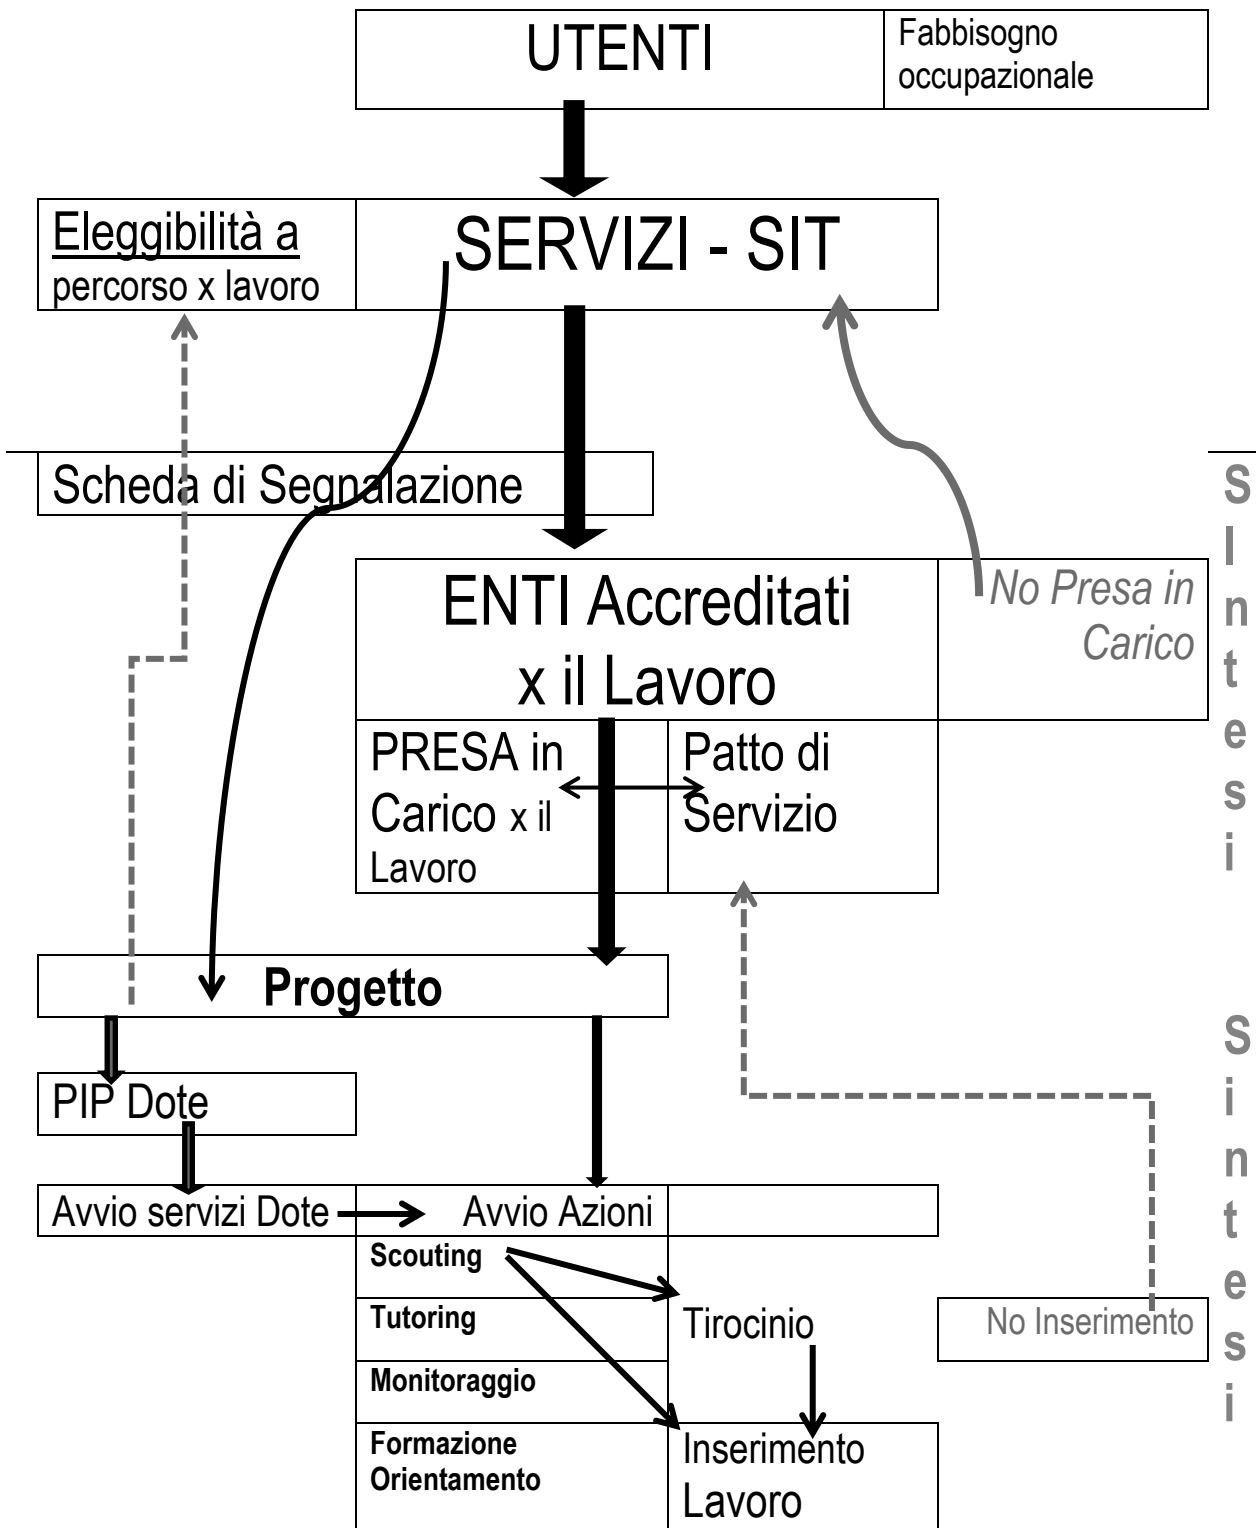 UTENTI
Fabbisogno
occupazionale
Eleggibilità a
percorso x lavoro
SERVIZI - SIT
Scheda di Segnalazione
ENTI Accreditati
x il Lavoro
No Presa in
Carico
PRESA in
Carico x il
Lavoro
Patto di
Servizio
Progetto
PIP Dote
Avvio servizi Dote
Avvio Azioni
Scouting
Tutoring
Tirocinio
No Inserimento
Monitoraggio
Formazione
Orientamento
Inserimento
Lavoro
S
I
n
t
e
s
i
S
i
n
t
e
s
i